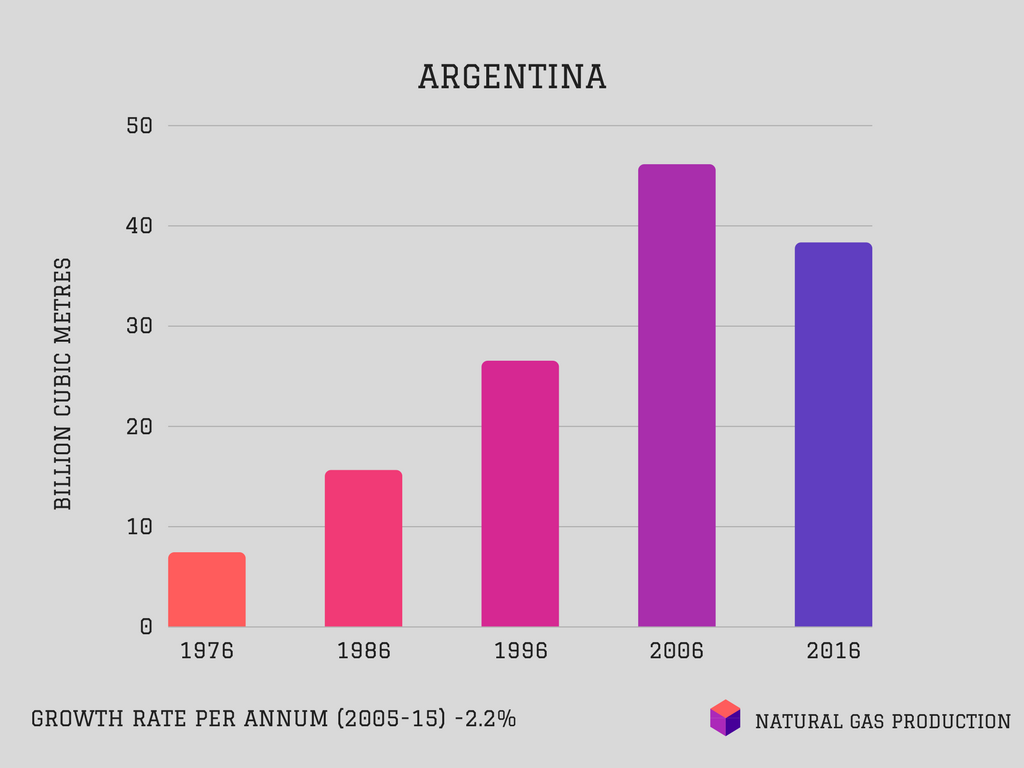 ARGENTINA
50
40
30
20
10
0
BILLION CUBIC METRES
1976 1986 1996 2006 2016
GROWTH RATE PER ANNUM (2005-15) -2.2%
NATURAL GAS PRODUCTION